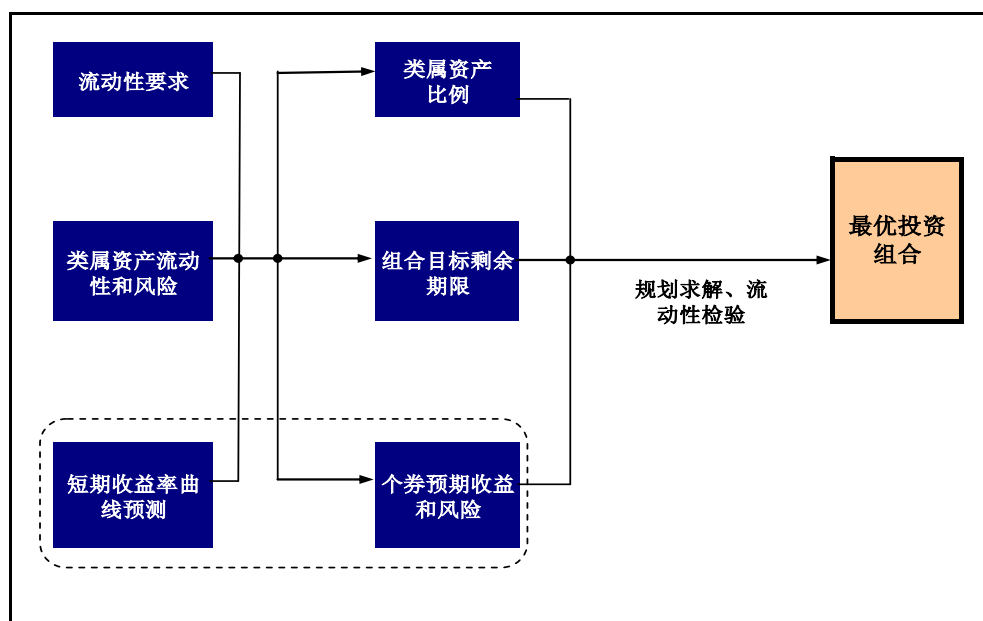 流动性要求
类属资产
比例
类属资产流动
性和风险
组合目标剩余
期限
最优投资
组合
规划求解、流
动性检验
短期收益率曲
线预测
个券预期收益
和风险